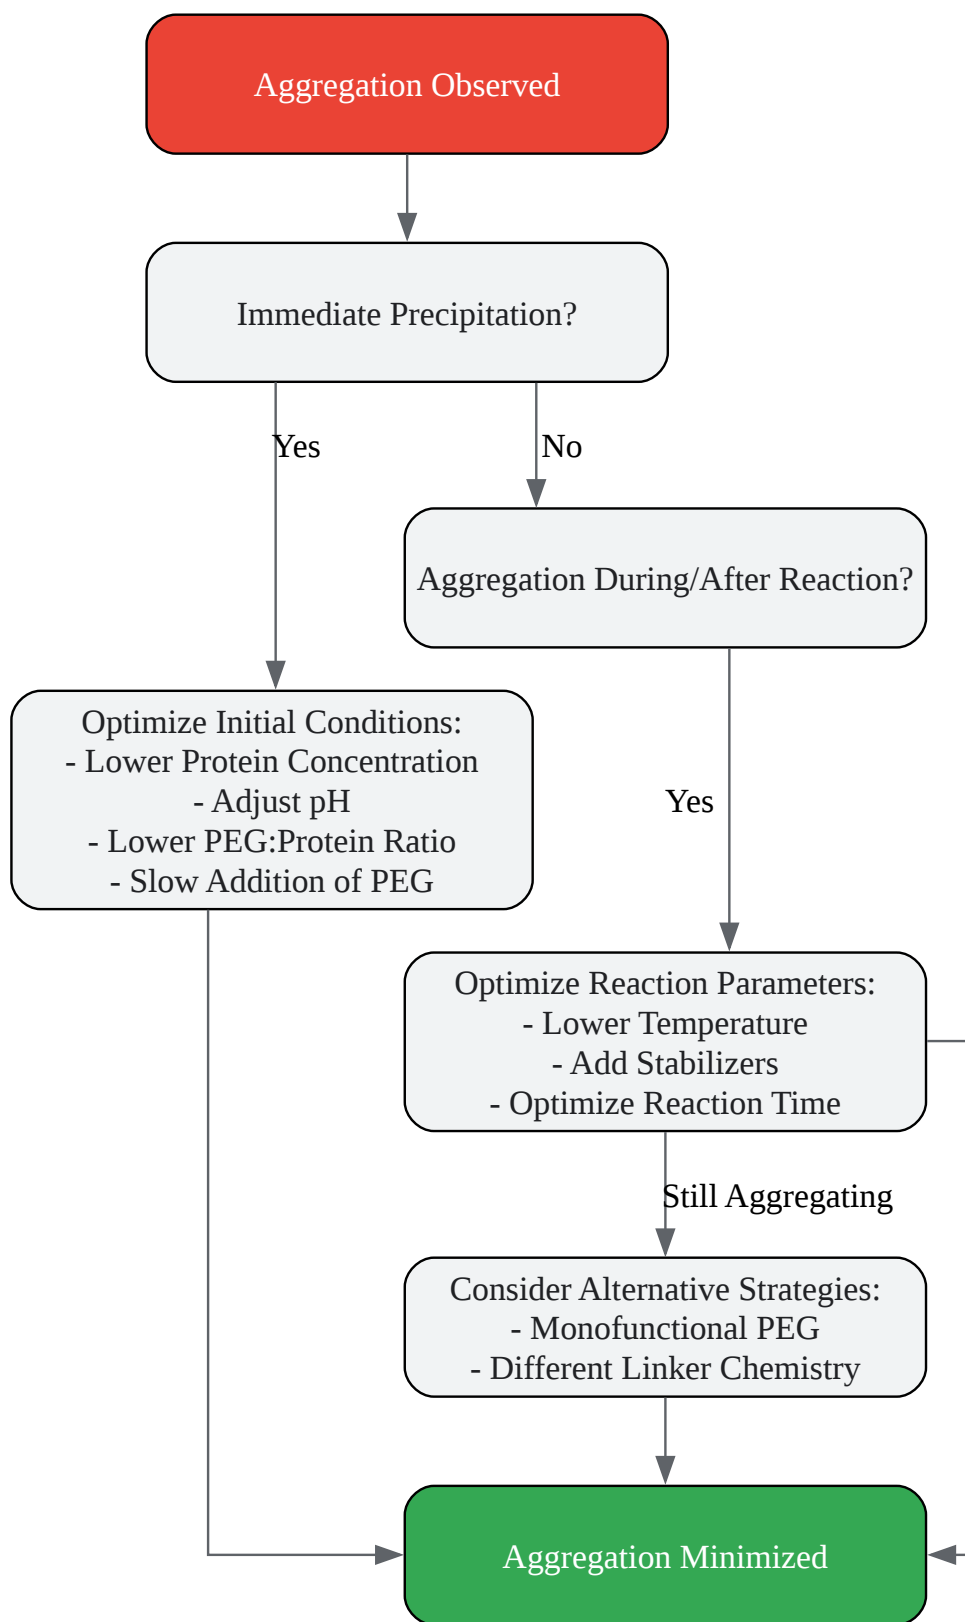 Aggregation Observed
Immediate Precipitation?
Yes
No
Aggregation During/After Reaction?
Optimize Initial Conditions:
- Lower Protein Concentration
- Adjust pH
- Lower PEG:Protein Ratio
- Slow Addition of PEG
Yes
Optimize Reaction Parameters:
- Lower Temperature
- Add Stabilizers
- Optimize Reaction Time
Still Aggregating
Consider Alternative Strategies:
- Monofunctional PEG
- Different Linker Chemistry
Aggregation Minimized